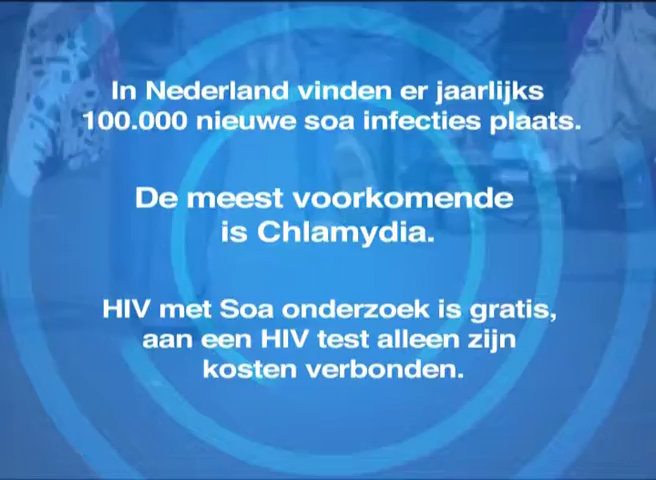 In Nederland vinden er jaarlijks
100.000 nieuwe soa infecties plaats.
De meest voorkomende
is Chlamydia.
HIV met Soa onderzoek is gratis,
aan een HIV test alleen zijn
kosten verbonden.